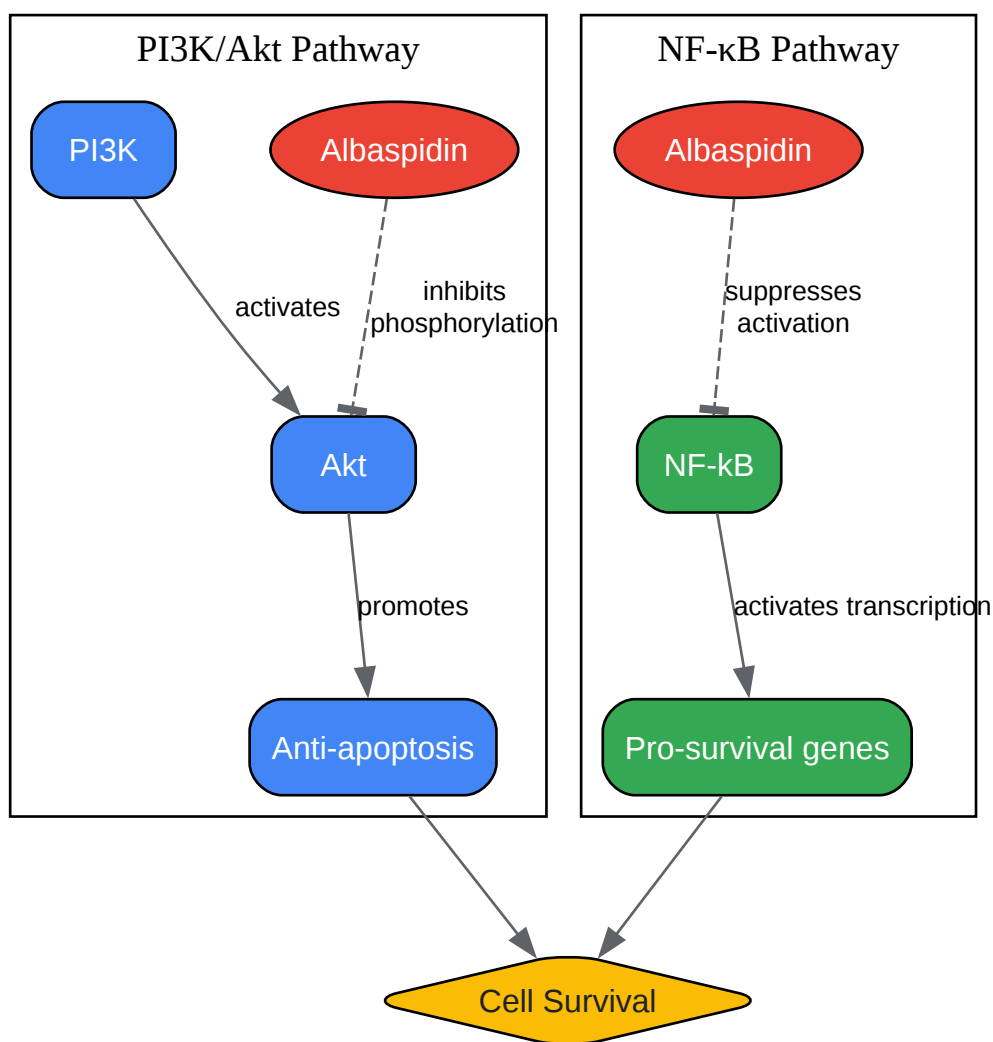 PI3K/Akt Pathway
NF-κB Pathway
PI3K
Albaspidin
Albaspidin
activates
inhibits
phosphorylation
suppresses
activation
Akt
NF-kB
promotes
activates transcription
Anti-apoptosis
Pro-survival genes
Cell Survival